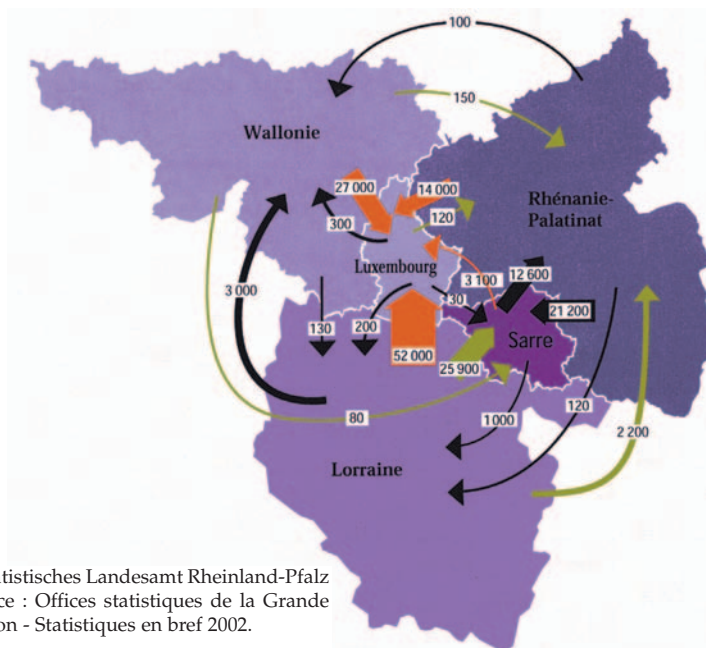 100
150
Wallonie
27 000
14 000
Rhénanie-
Palatinat
300
120
Luxembourg
3 100
12 600
3 000
30
21 200
130
200
Sarre
52 000
25 900
80
1 000
120
2 200
Lorraine
tistisches Landesamt Rheinland-Pfalz
ce : Offices statistiques de la Grande
on - Statistiques en bref 2002.